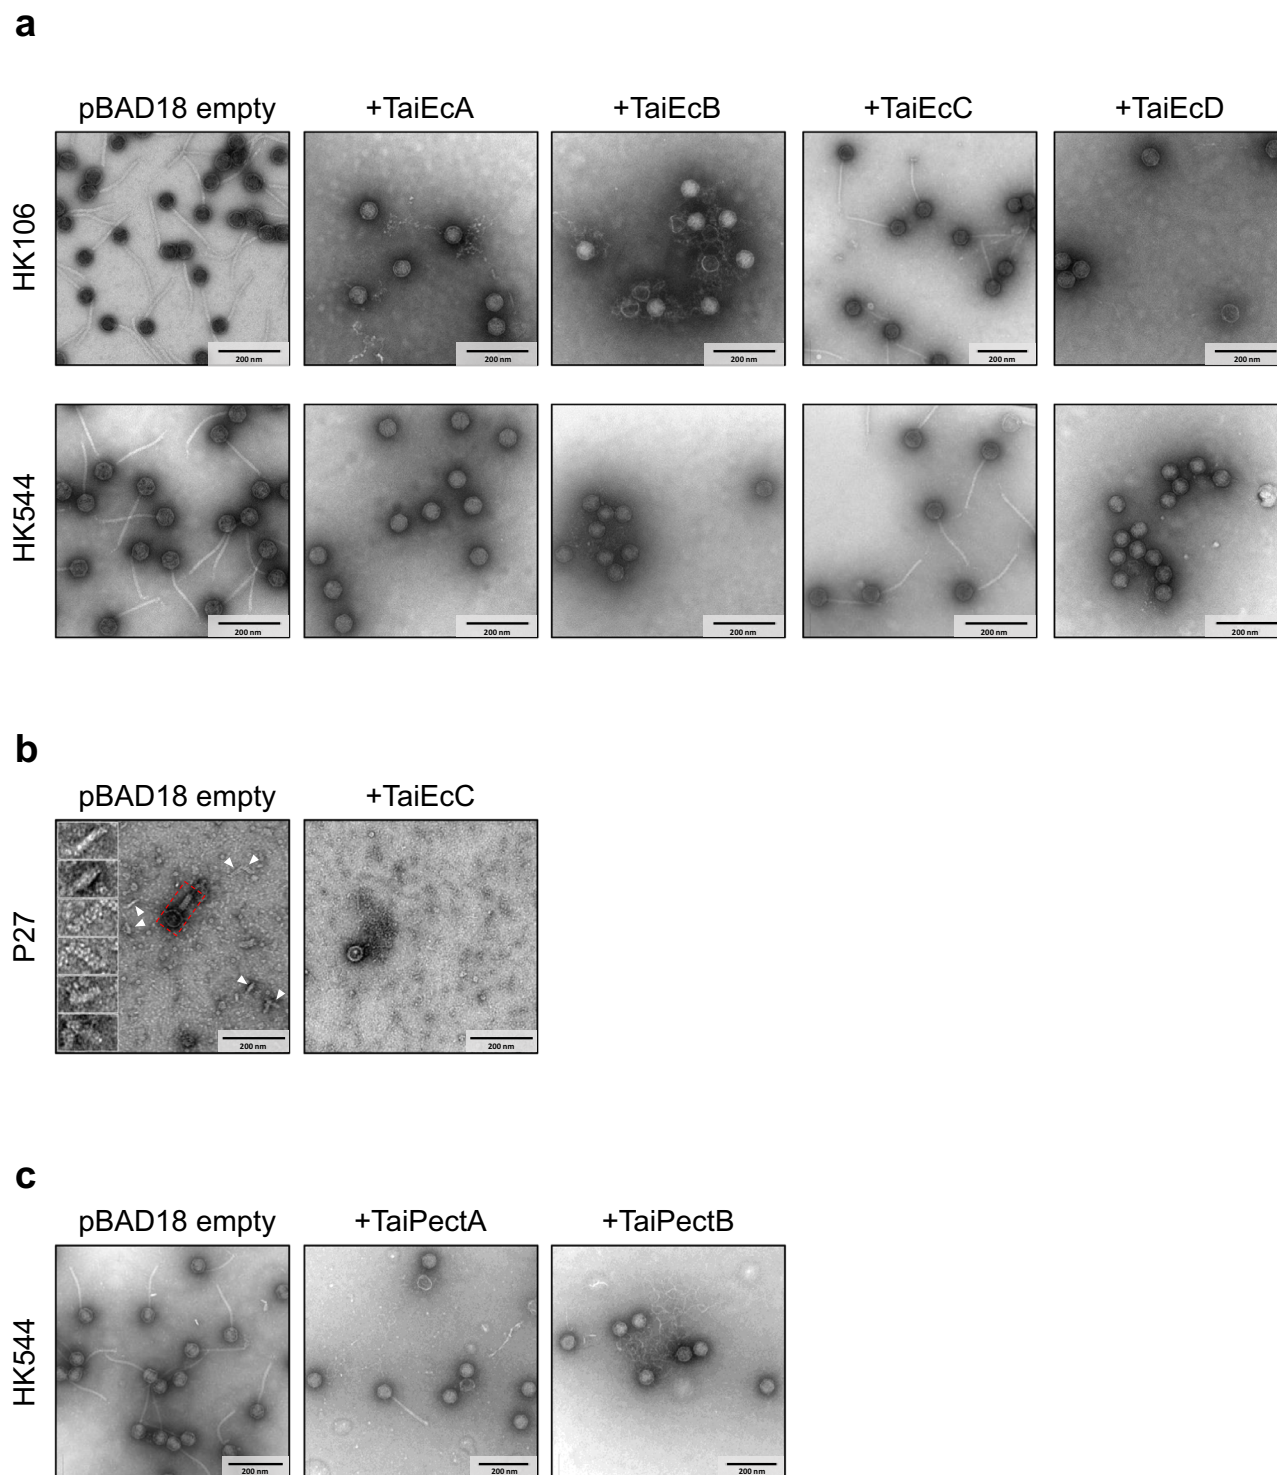 a
pBAD18 empty +TaiEcA +TaiEcB +TaiEcC +TaiEcD
HK106
200 nm 200 nm 200 nm 200 nm 200 nm
HK544
200 nm 200 nm 200 nm 200 nm 200 nm
b
pBAD18 empty +TaiEcC
P27
200 nm 200 nm
c
pBAD18 empty +TaiPectA +TaiPectB
HK544
200 nm 200 nm 200 nm